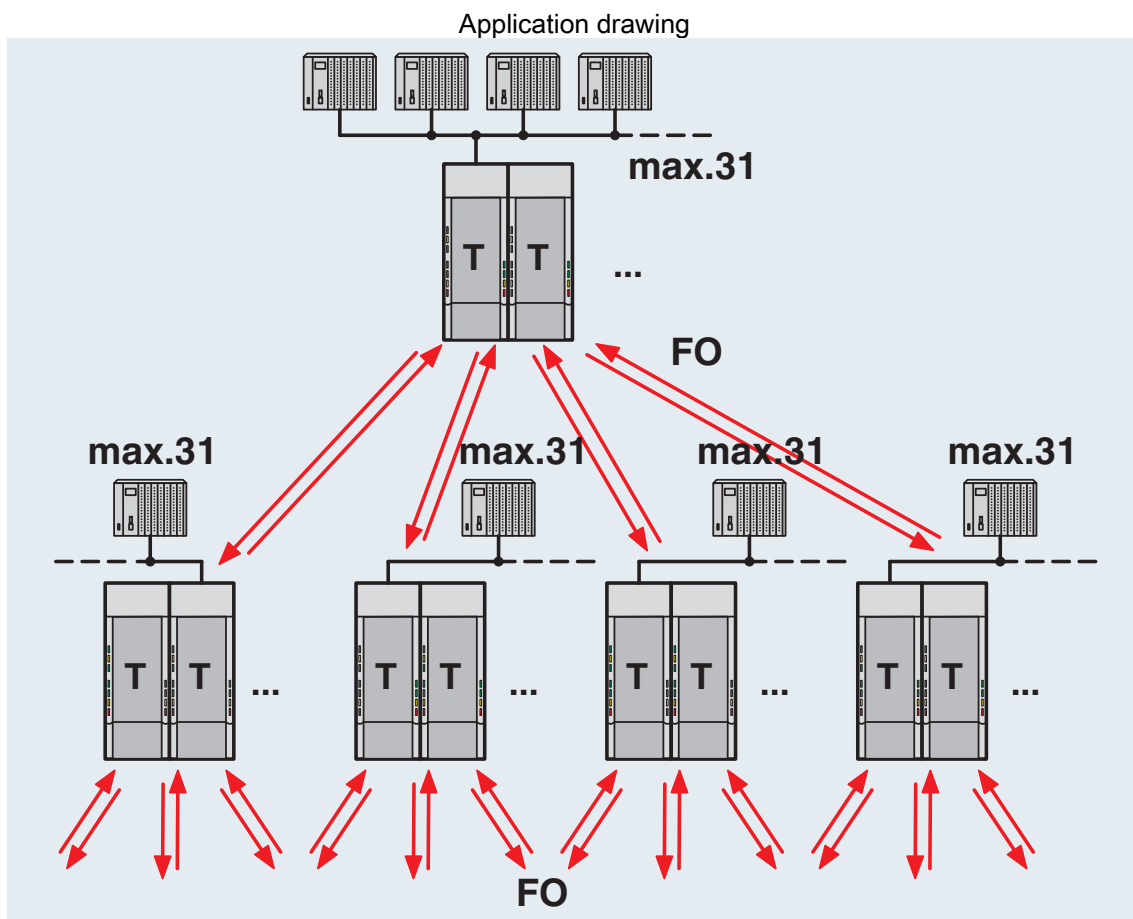 Application drawing
max.31
T T ...
FO
max.31 max.31 max.31 max.31
T T ... T T ... T T ... T T ...
FO